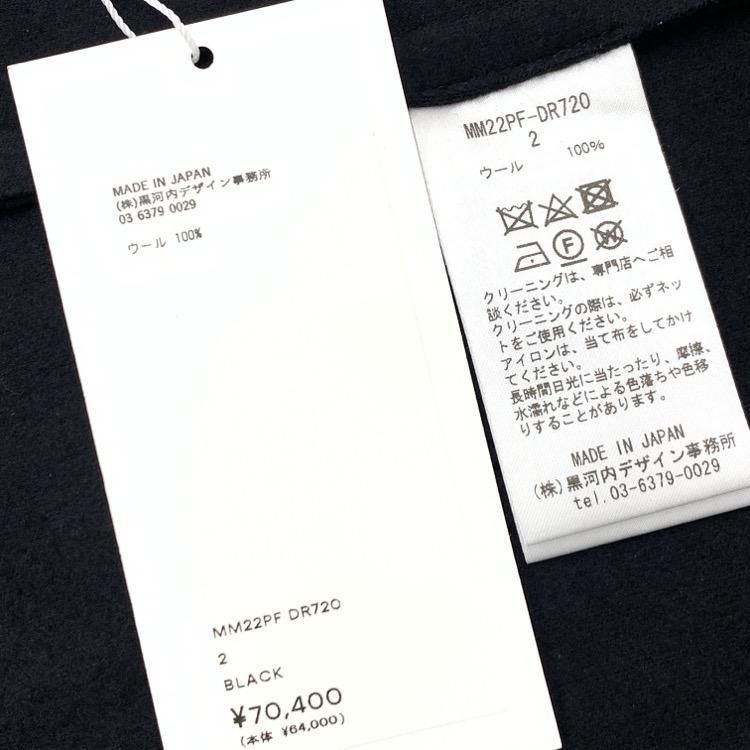 MADE IN JAPAN
(株)黒河内デザイン事務所
03 6379 0029
ウール 100%
MM22PF DR720
2
BLACK
¥70,400
(本体 ¥64,000)
MM22PF-DR720
2
ウール 100%
F
W
クリーニングは、専門店へご相
談ください。
クリーニングの際は、必ずネッ
トをご使用ください。
アイロンは、当て布をしてかけ
てください。
長時間日光に当たったり、摩擦、
水濡れなどによる色落ちや色移
りすることがあります。
MADE IN JAPAN
(株)黒河内デザイン事務所
tel.03-6379-0029